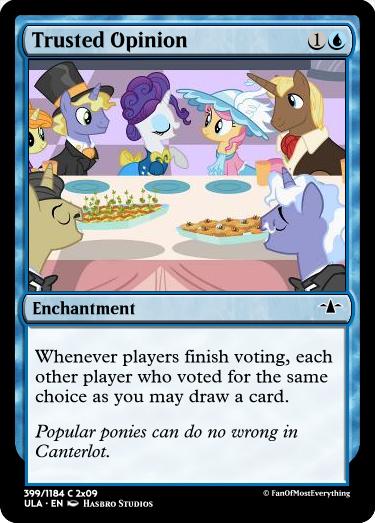 Trusted Opinion 1
Enchantment
Whenever players finish voting, each
other player who voted for the same
choice as you may draw a card.
Popular ponies can do no wrong in
Canterlot.
399/1184 C 2x09
ULA • EN Hasbro Studios
© FanOfMostEverything